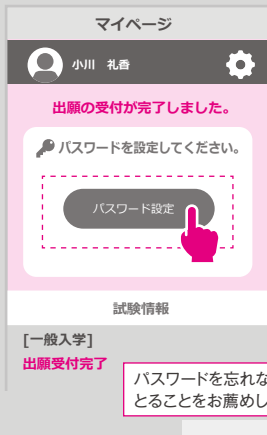 マイページ
小川 礼香
出願の受付が完了しました。
パスワードを設定してください。
パスワード設定
試験情報
[一般入学]
出願受付完了
パスワードを忘れな
とることをお薦めし